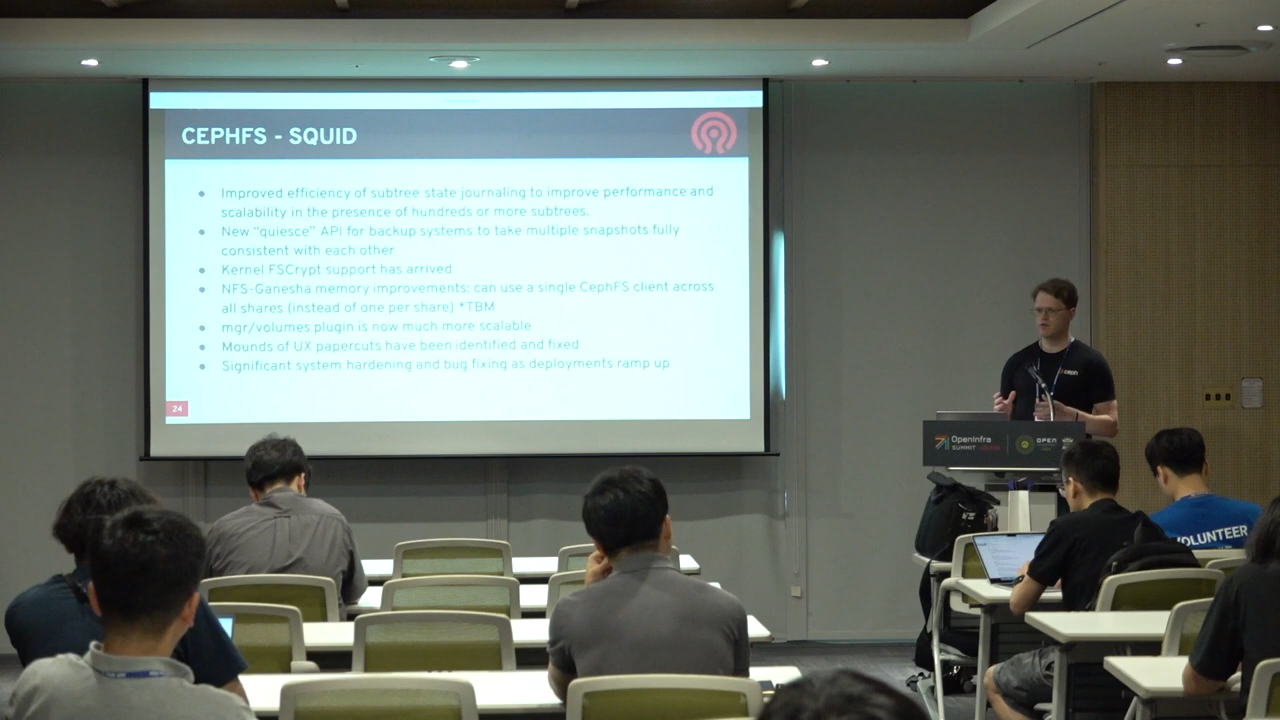 CEPHFS - SQUID
• Improved efficiency of subtree state journaling to improve performance and
scalability in the presence of hundreds or more subtrees.
• New “quiesce” API for backup systems to take multiple snapshots fully
consistent with each other
• Kernel FSCrypt support has arrived
• NFS-Ganesha memory improvements: can use a single CephFS client across
all shares (instead of one per share) *TBM
• mgr/volumes plugin is now much more scalable
• Mounds of UX papercuts have been identified and fixed
• Significant system hardening and bug fixing as deployments ramp up
24
ceph
OpenInfra
SUMMIT
OPEN
VOLUNTEER